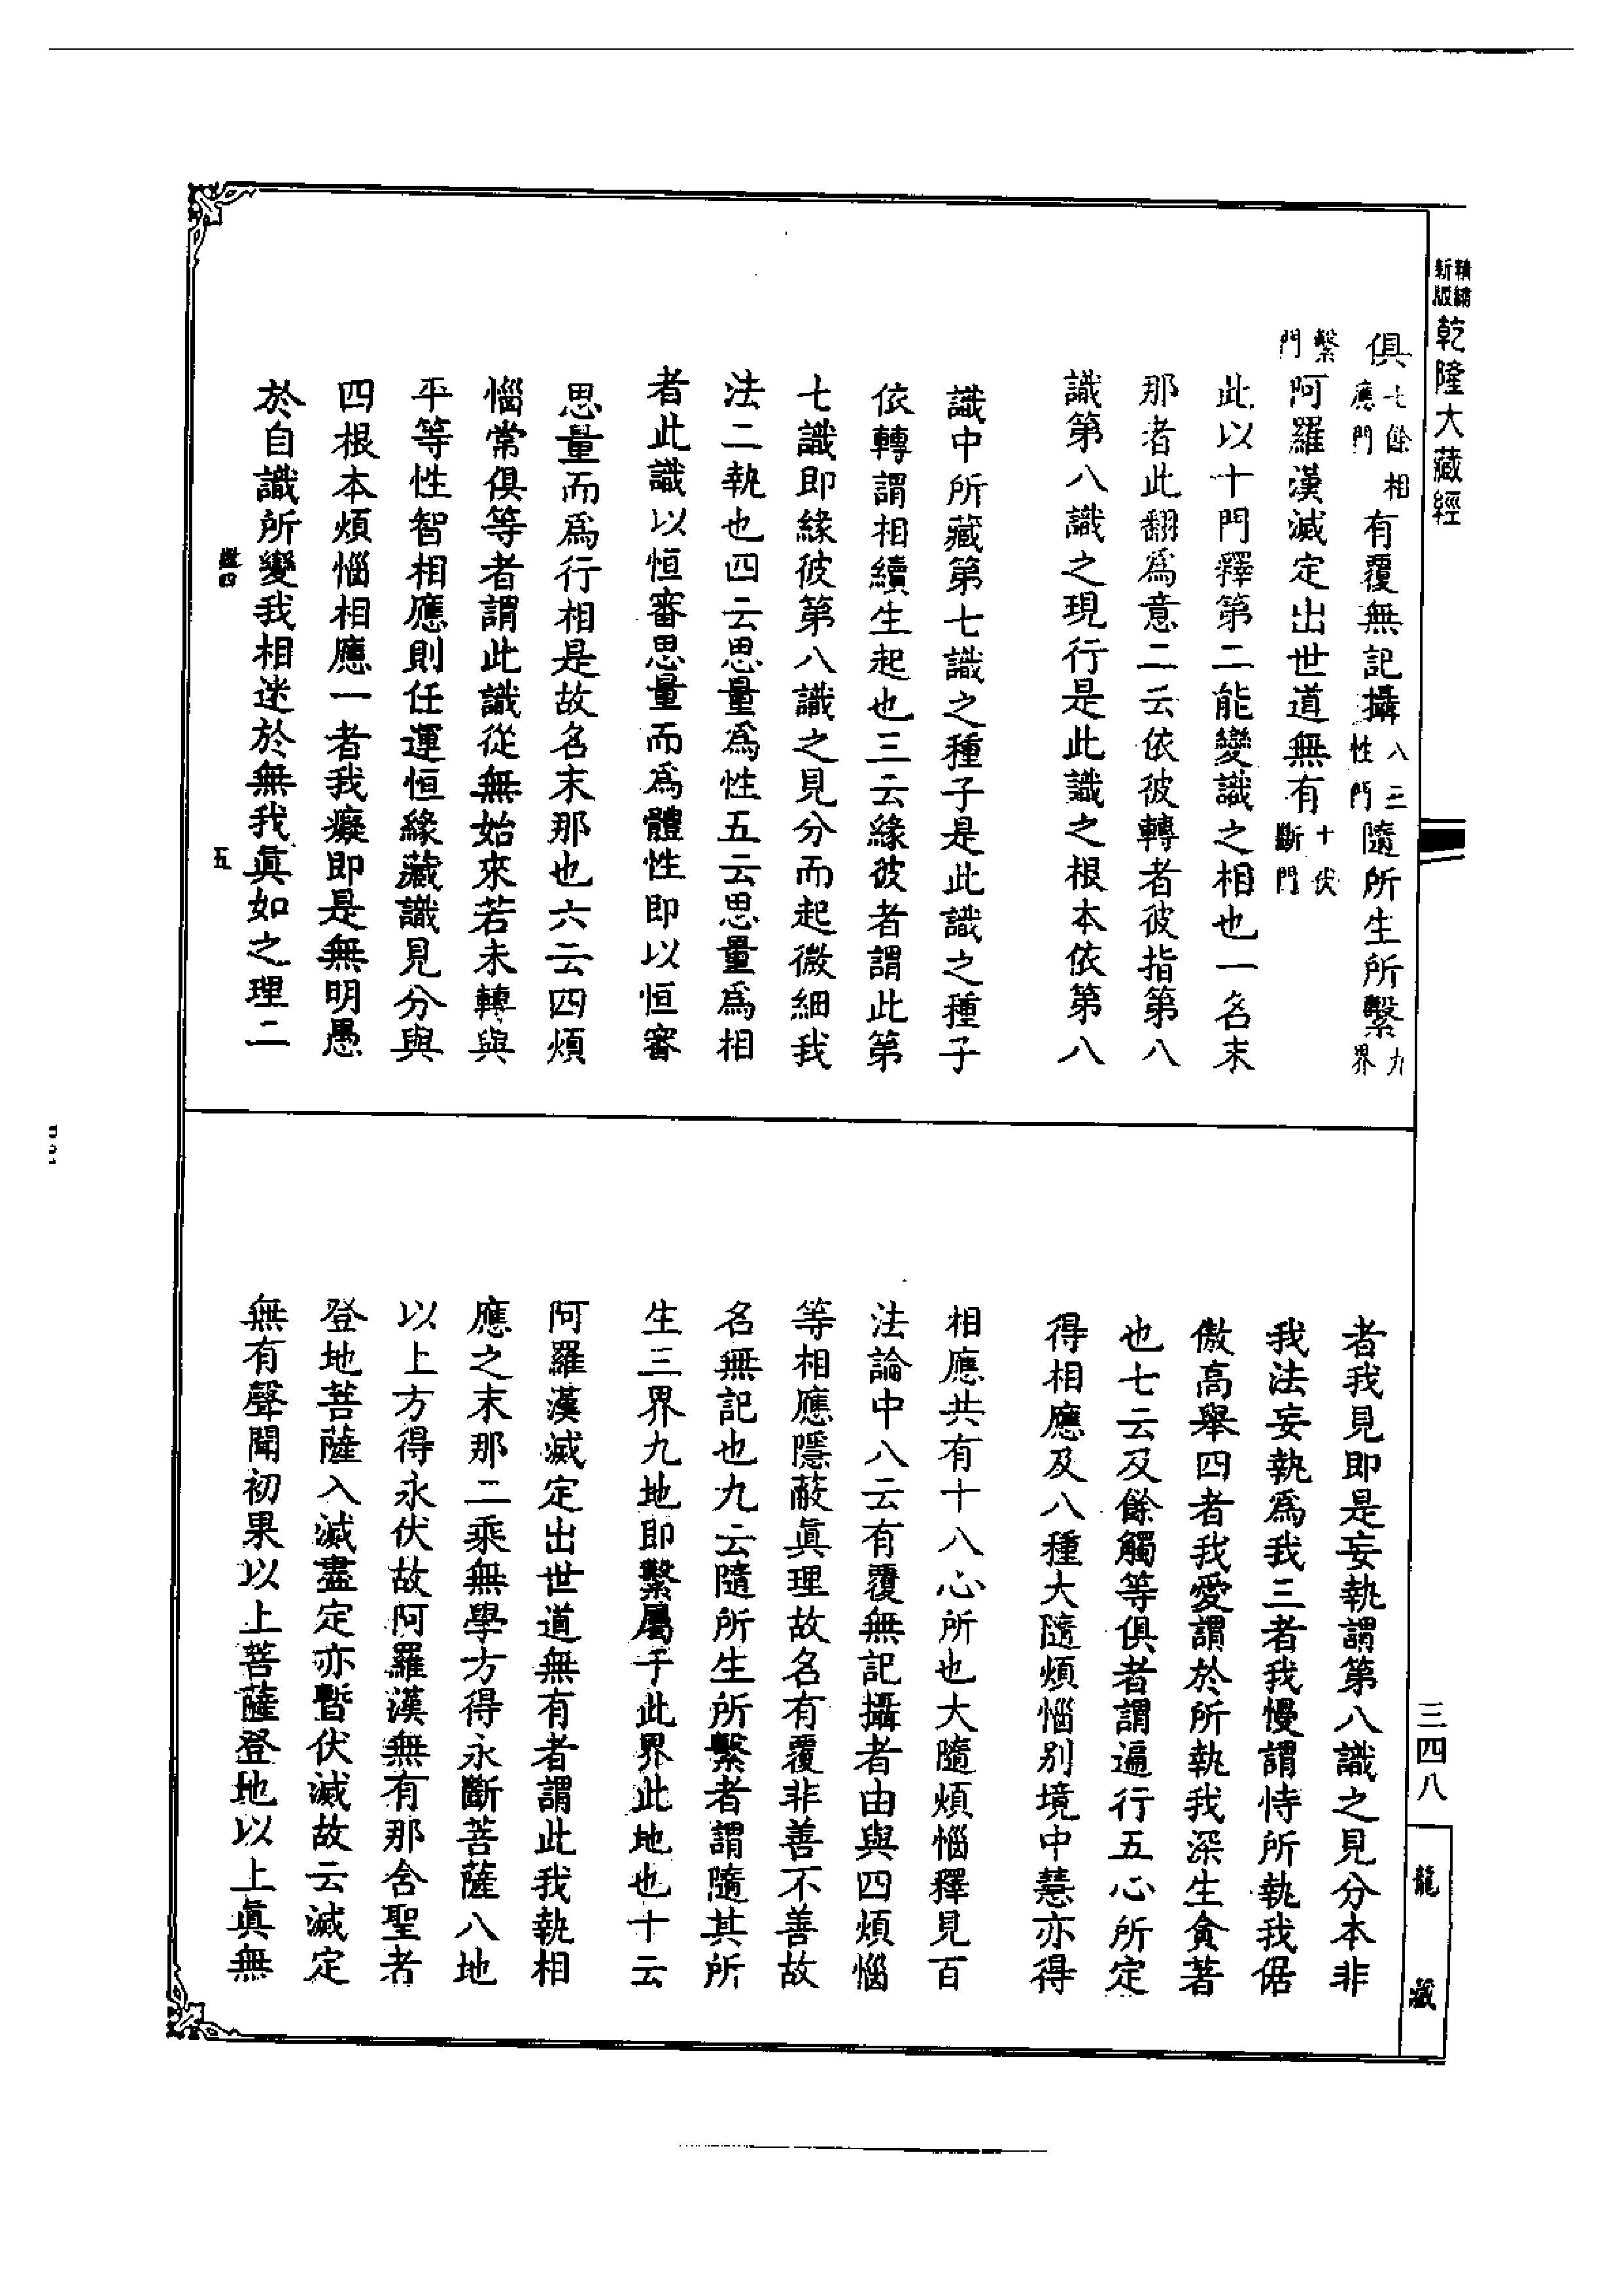 精繡新版乾隆大藏經
俱七餘相應門有覆無記攝八三性門隨所生所繫九界
繫門阿羅漢滅定出世道無有十伏斷門
此以十門釋第二能變識之相也一名末
那者此翻爲意二云依彼轉者彼指第八
識第八識之現行是此識之根本依第八
識中所藏第七識之種子是此識之種子
依轉謂相續生起也三云緣彼者謂此第
七識即緣彼第八識之見分而起微細我
法二執也四云思量爲性五云思量爲相
者此識以恒審思量而爲體性即以恒審
思量而爲行相是故名末那也六云四煩
惱常俱等者謂此識從無始來若未轉與
平等性智相應則任運恒緣藏識見分與
四根本煩惱相應一者我癡即是無明愚
於自識所變我相迷於無我眞如之理二
五
者我見即是妄執謂第八識之見分本非
我法妄執爲我三者我慢謂恃所執我倨
傲高舉四者我愛謂於所執我深生貪著
也七云及餘觸等俱者謂遍行五心所定
得相應及八種大隨煩惱別境中慧亦得
相應共有十八心所也大隨煩惱釋見百
法論中八云有覆無記攝者由與四煩惱
等相應隱蔽眞理故名有覆非善不善故
名無記也九云隨所生所繫者謂隨其所
生三界九地即繫屬于此界此地也十云
阿羅漢滅定出世道無有者謂此我執相
應之末那二乘無學方得永斷菩薩八地
以上方得永伏故阿羅漢無有那含聖者
登地菩薩入滅盡定亦暫伏滅故云滅定
無有聲聞初果以上菩薩登地以上眞無
三四八
龍藏